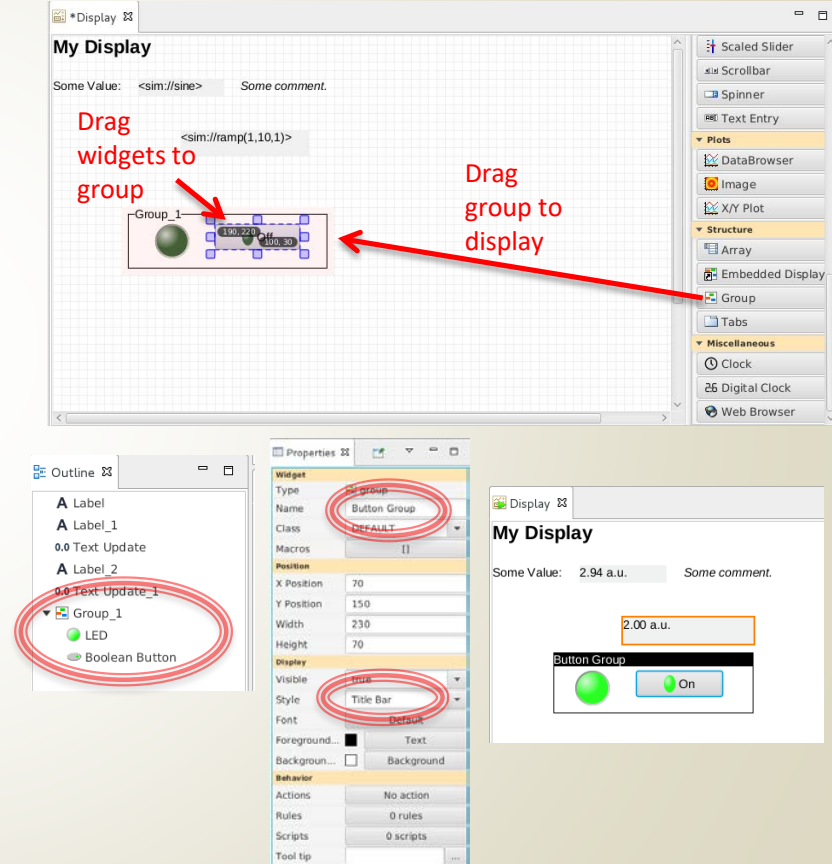 *Display
My Display
Some Value: <sim://sine> Some comment.
<sim://ramp(1,10,1)>
Drag
widgets to
group
Drag
group to
display
Group_1
190, 220
Off
100, 30
Scaled Slider
Scrollbar
Spinner
Text Entry
Plots
DataBrowser
Image
X/Y Plot
Structure
Array
Embedded Display
Group
Tabs
Miscellaneous
Clock
Digital Clock
Web Browser
Outline
A Label
A Label_1
0.0 Text Update
A Label_2
0.0 Text Update_1
Group_1
LED
Boolean Button
Properties
Widget
Type group
Name Button Group
Class DEFAULT
Macros []
Position
X Position 70
Y Position 150
Width 230
Height 70
Display
Visible true
Style Title Bar
Font Default
Foreground... Text
Backgroun... Background
Behavior
Actions No action
Rules 0 rules
Scripts 0 scripts
Tool tip ...
Display
My Display
Some Value: 2.94 a.u. Some comment.
2.00 a.u.
Button Group
On